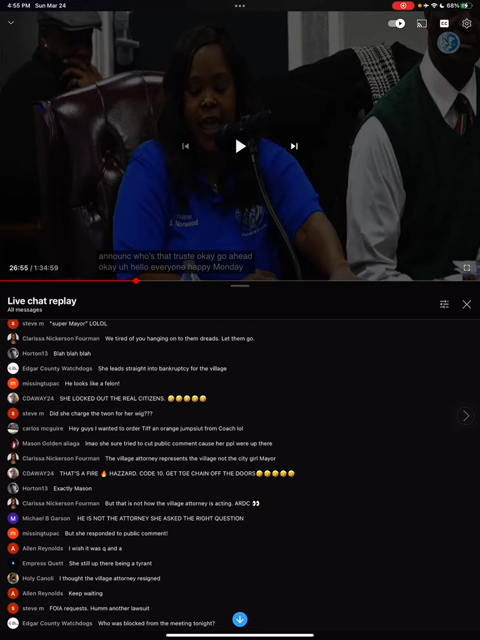 4:55 PM Sun Mar 24
68%
CC
Norwood
announc who's that truste okay go ahead
okay uh hello everyone happy Monday
26:55 / 1:34:59
Live chat replay
All messages
steve m "super Mayor" LOLOL
Clarissa Nickerson Fourman We tired of you hanging on to them dreads. Let them go.
Horton13 Blah blah blah
Edgar County Watchdogs She leads straight into bankruptcy for the village
missingtupac He looks like a felon!
CDAWAY24 SHE LOCKED OUT THE REAL CITIZENS. 🤣🤣🤣🤣🤣
steve m Did she charge the twon for her wig???
carlos mcguire Hey guys I wanted to order Tiff an orange jumpsiut from Coach lol
Mason Golden aliaga lmao she sure tried to cut public comment cause her ppl were up there
Clarissa Nickerson Fourman The village attorney represents the village not the city girl Mayor
CDAWAY24 THAT'S A FIRE 🔥 HAZZARD. CODE 10. GET TGE CHAIN OFF THE DOORS🤣🤣🤣🤣🤣
Horton13 Exactly Mason
Clarissa Nickerson Fourman But that is not how the village attorney is acting. ARDC 👀
Michael B Garson HE IS NOT THE ATTORNEY SHE ASKED THE RIGHT QUESTION
missingtupac But she responded to public comment!
Allen Reynolds I wish it was q and a
Empress Quett She still up there being a tyrant
Holy Canoli I thought the village attorney resigned
Allen Reynolds Keep waiting
steve m FOIA requests. Humm another lawsuit
Edgar County Watchdogs Who was blocked from the meeting tonight?